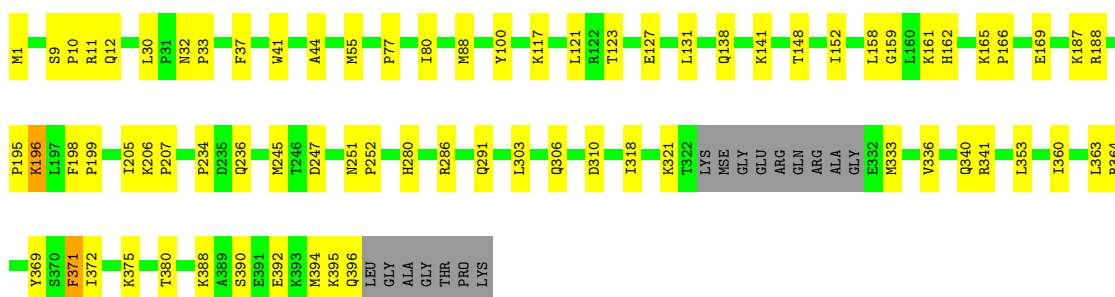 M1 S9 P10 R11 Q12 L30 P31 N32 P33 F37 W41 A44 M55 P77 I80 M88 Y100 K117 L121 R122 T123 E127 L131 Q138 K141 T148 I152 L158 G159 L160 K161 H162 K165 P166 E169 K187 R188
P195 K196 L197 F198 P199 I205 K206 P207 P234 D235 Q236 M245 T246 D247 N251 P252 H280 R286 Q291 L303 Q306 D310 I318 K321 T322 LYS MSE GLY GLU ARG GLN ARG ALA GLY E332 M333 V336 Q340 R341 L353 I360 L363 R364
Y369 S370 F371 I372 K375 T380 K388 A389 S390 E391 E392 K393 M394 K395 Q396 LEU GLY ALA GLY THR PRO LYS